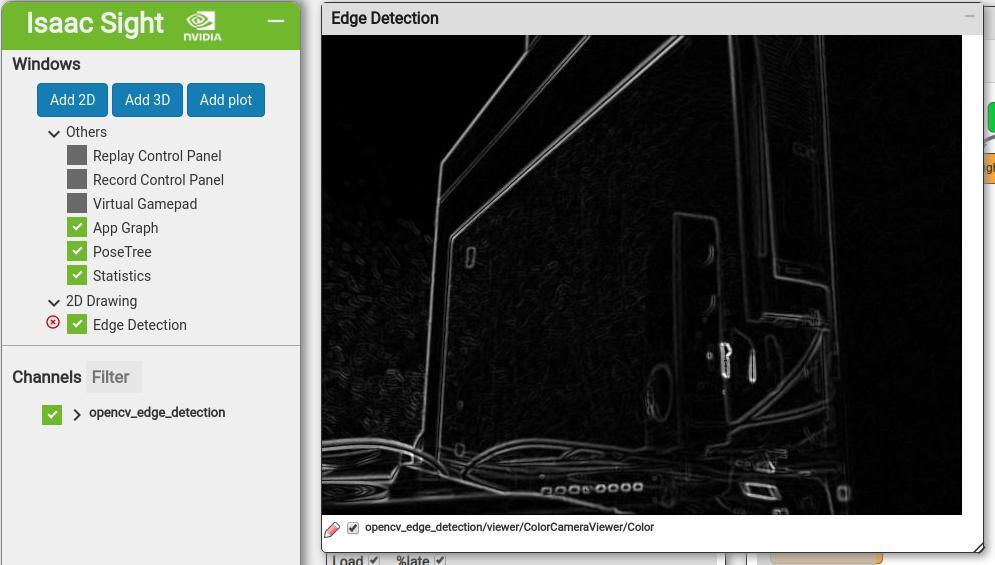 Isaac Sight
NVIDIA
Windows
Add 2D Add 3D Add plot
Others
Replay Control Panel
Record Control Panel
Virtual Gamepad
App Graph
PoseTree
Statistics
2D Drawing
Edge Detection
Channels Filter
opencv_edge_detection
Edge Detection
opencv_edge_detection/viewer/ColorCameraViewer/Color
Load %late